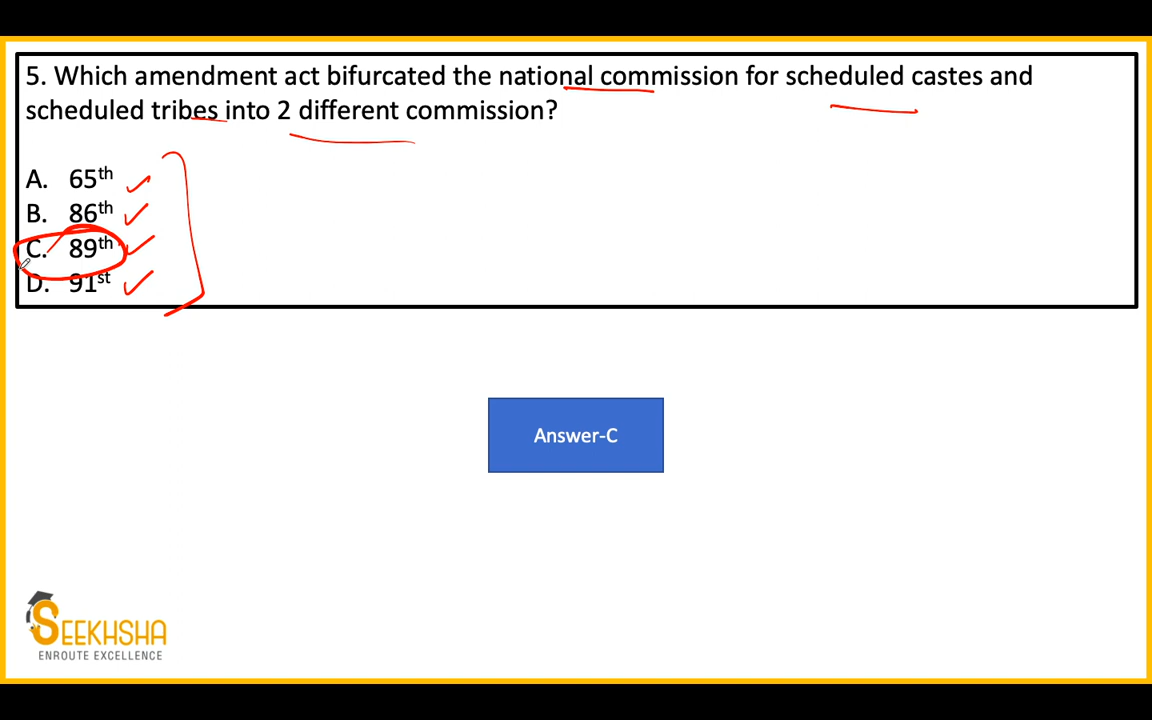 5. Which amendment act bifurcated the national commission for scheduled castes and
scheduled tribes into 2 different commission?
A. 65th
B. 86th
C. 89th
D. 91st
Answer-C
SEEKHSHA
ENROUTE EXCELLENCE